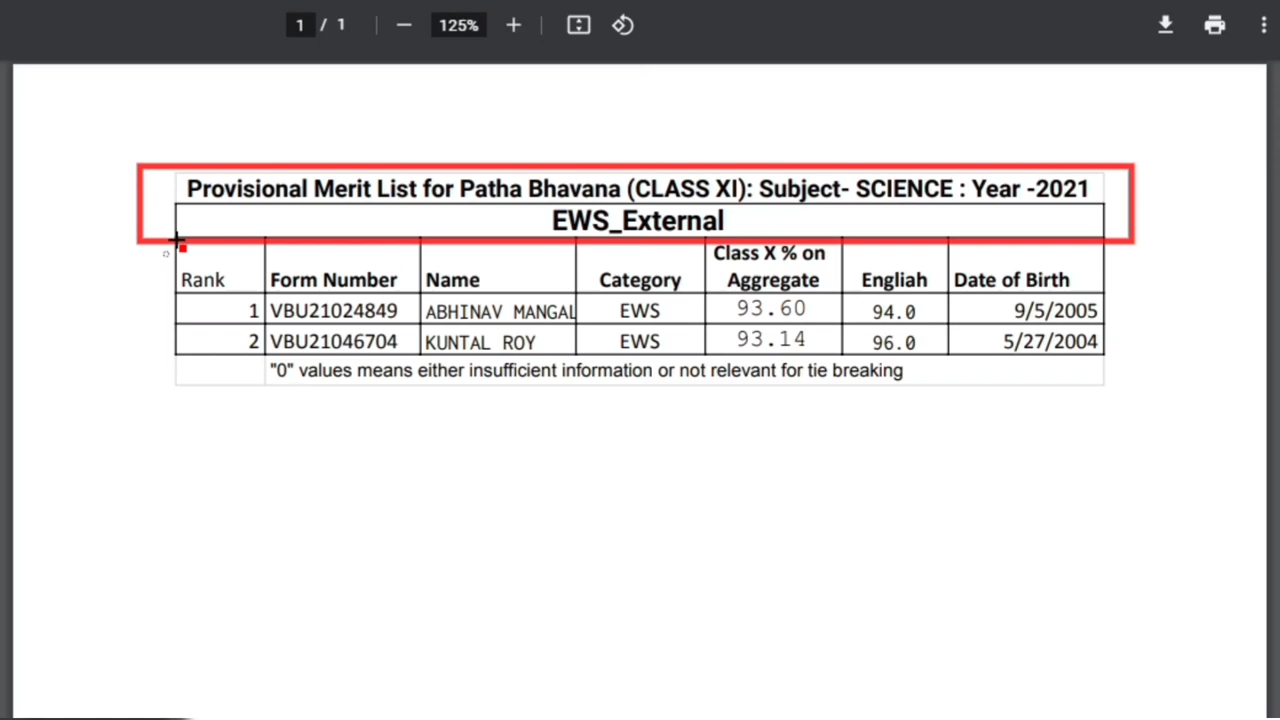 1 / 1 125%
Provisional Merit List for Patha Bhavana (CLASS XI): Subject- SCIENCE : Year -2021
EWS_External
Rank Form Number Name Category Class X % on Aggregate Engliah Date of Birth
1 VBU21024849 ABHINAV MANGAL EWS 93.60 94.0 9/5/2005
2 VBU21046704 KUNTAL ROY EWS 93.14 96.0 5/27/2004
"0" values means either insufficient information or not relevant for tie breaking